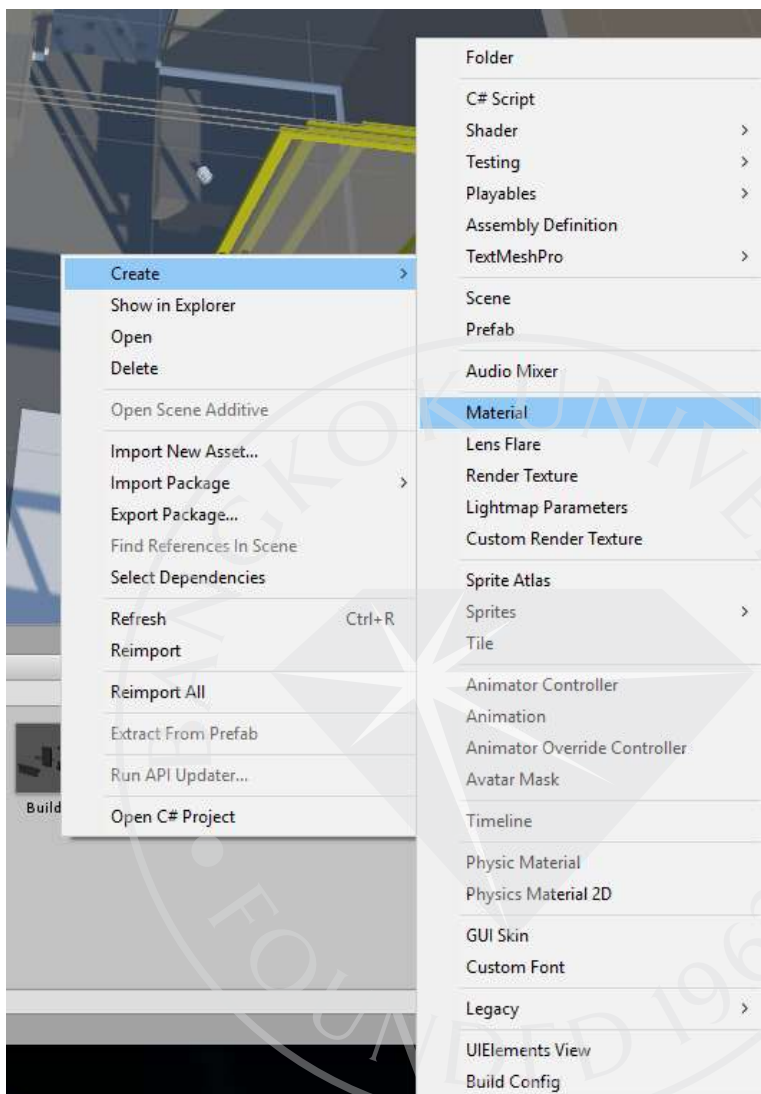 Create
Show in Explorer
Open
Delete
Open Scene Additive
Import New Asset...
Import Package
Export Package...
Find References In Scene
Select Dependencies
Refresh Ctrl+R
Reimport
Reimport All
Extract From Prefab
Run API Updater...
Open C# Project
Build
Folder
C# Script
Shader
Testing
Playables
Assembly Definition
TextMeshPro
Scene
Prefab
Audio Mixer
Material
Lens Flare
Render Texture
Lightmap Parameters
Custom Render Texture
Sprite Atlas
Sprites
Tile
Animator Controller
Animation
Animator Override Controller
Avatar Mask
Timeline
Physic Material
Physics Material 2D
GUI Skin
Custom Font
Legacy
UIElements View
Build Config
BANGKOK UNIVE
FOUNDED 196